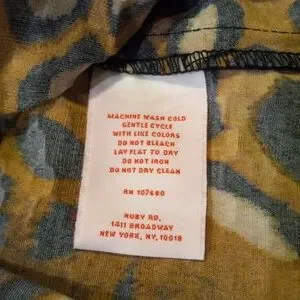 MACHINE WASH COLD
GENTLE CYCLE
WITH LIKE COLORS
DO NOT BLEACH
LAY FLAT TO DRY
DO NOT IRON
DO NOT DRY CLEAN
RN 107690
RUBY RD.
1411 BROADWAY
NEW YORK, NY, 10018